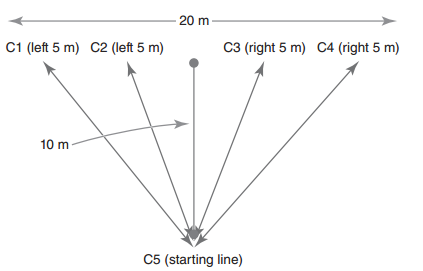 20 m
C1 (left 5 m) C2 (left 5 m) C3 (right 5 m) C4 (right 5 m)
10 m
C5 (starting line)